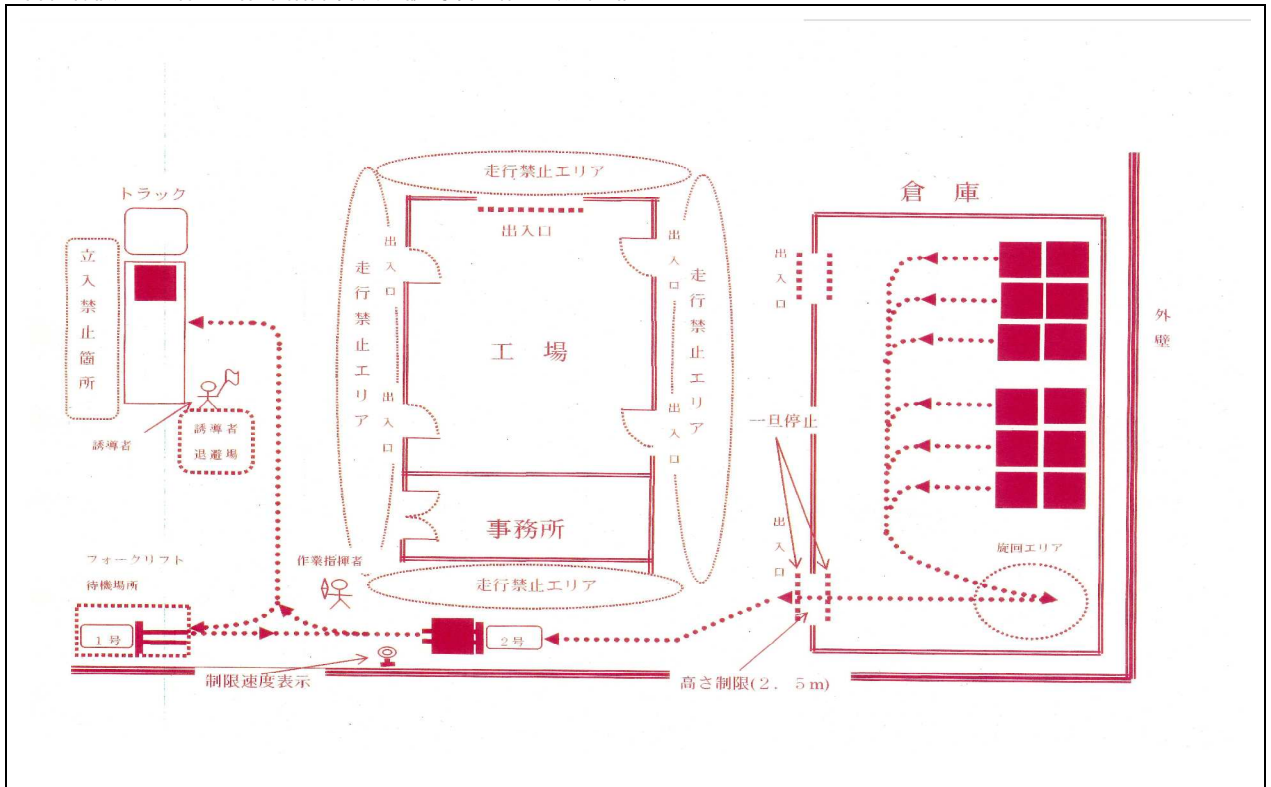 走行禁止エリア
トラック
倉 庫
出入口
出入口
出入口
出入口
立入禁止箇所
走行禁止エリア
走行禁止エリア
外壁
工 場
出入口
出入口
一旦停止
誘導者
誘導者
退避場
事務所
出入口
旋回エリア
フォークリフト
待機場所
作業指揮者
走行禁止エリア
1号
2号
制限速度表示
高さ制限(2.5m)